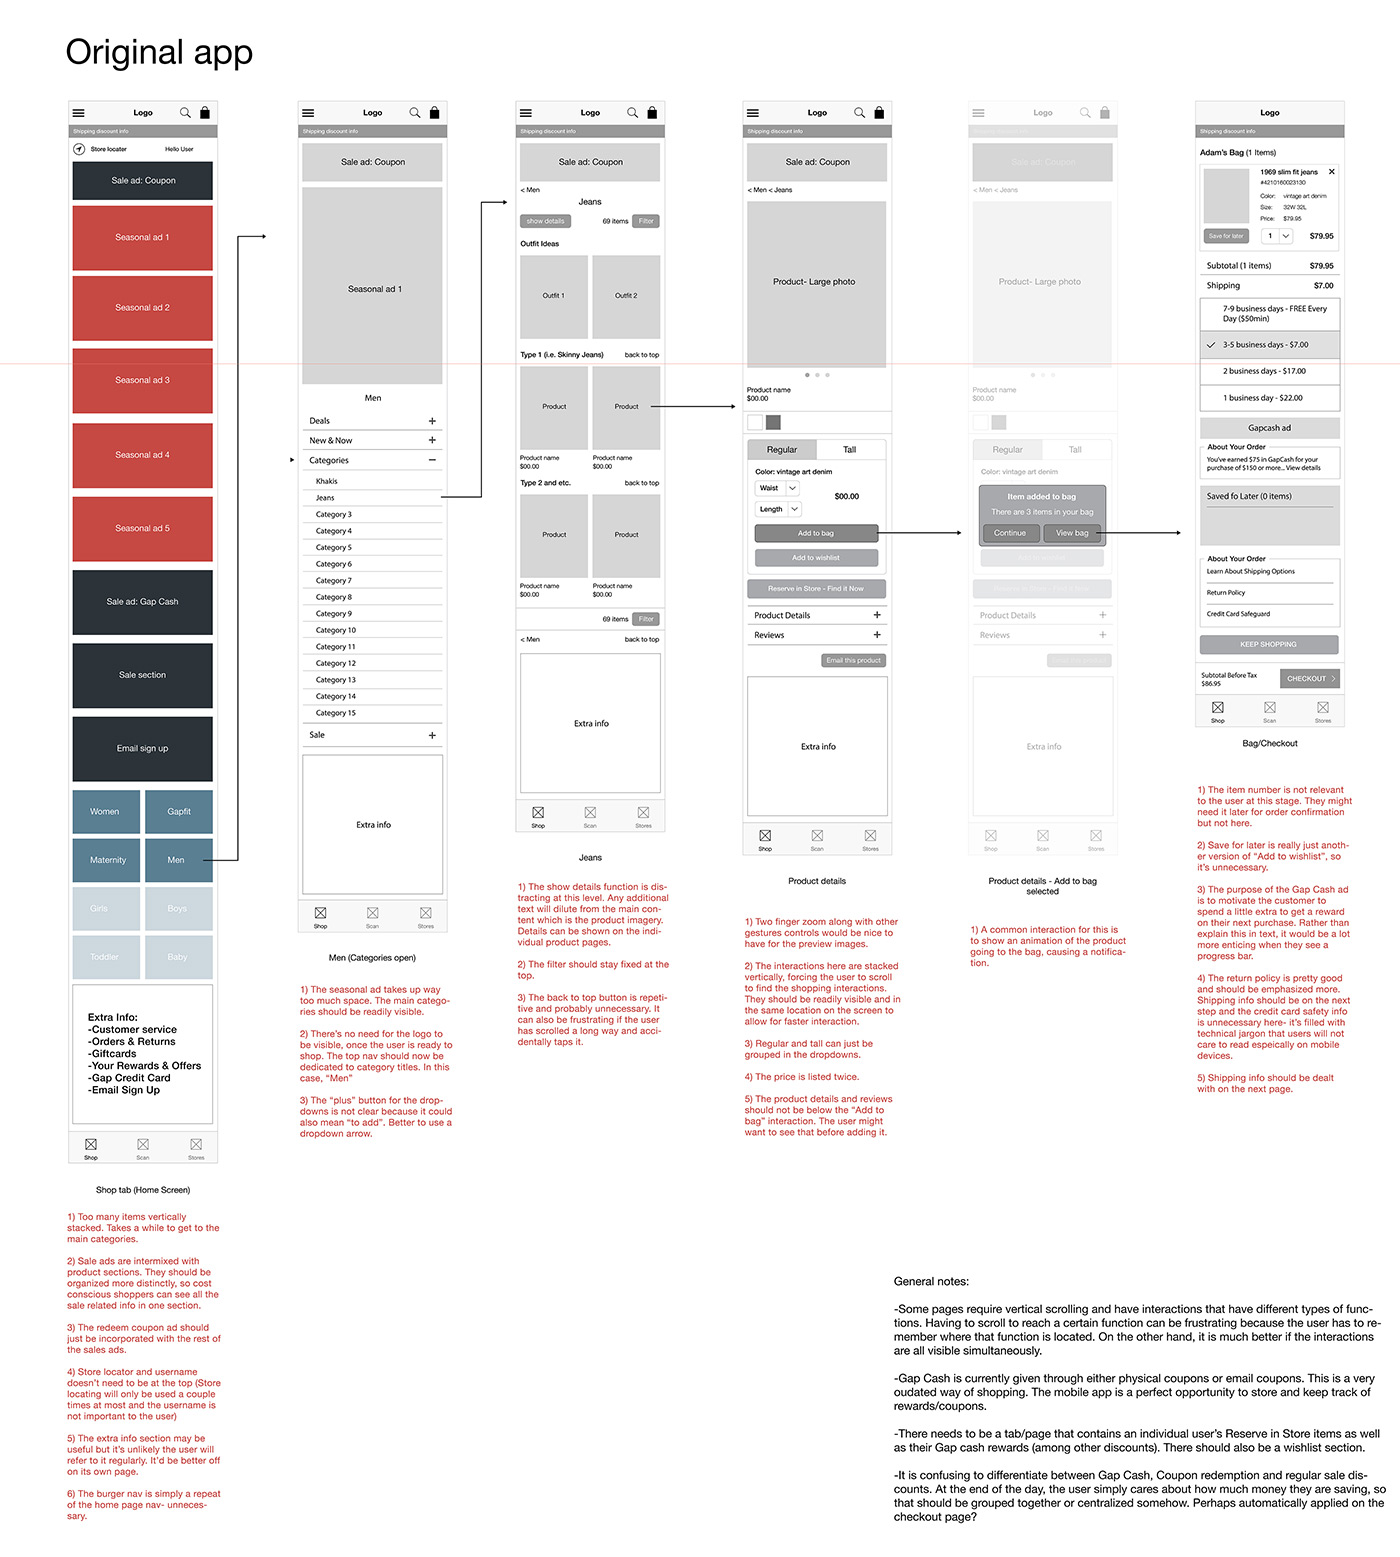 Original app
Logo
Shipping discount info
Store locater
Hello User
Sale ad: Coupon
Seasonal ad 1
Seasonal ad 2
Seasonal ad 3
Seasonal ad 4
Seasonal ad 5
Sale ad: Gap Cash
Sale section
Email sign up
Women
Gapfit
Maternity
Men
Girls
Boys
Toddler
Baby
Extra Info:
-Customer service
-Orders & Returns
-Giftcards
-Your Rewards & Offers
-Gap Credit Card
-Email Sign Up
Shop
Scan
Stores
Shop tab (Home Screen)
1) Too many items vertically
stacked. Takes a while to get to the
main categories.
2) Sale ads are intermixed with
product sections. They should be
organized more distinctly, so cost
conscious shoppers can see all the
sale related info in one section.
3) The redeem coupon ad should
just be incorporated with the rest of
the sales ads.
4) Store locator and username
doesn't need to be at the top (Store
locating will only be used a couple
times at most and the username is
not important to the user)
5) The extra info section may be
useful but it's unlikely the user will
refer to it regularly. It'd be better off
on its own page.
6) The burger nav is simply a repeat
of the home page nav- unneces-
sary.
Logo
Shipping discount info
Sale ad: Coupon
Seasonal ad 1
Men
Deals
New & Now
Categories
Khakis
Jeans
Category 3
Category 4
Category 5
Category 6
Category 7
Category 8
Category 9
Category 10
Category 11
Category 12
Category 13
Category 14
Category 15
Sale
Extra info
Shop
Scan
Stores
Men (Categories open)
1) The seasonal ad takes up way
too much space. The main catego-
ries should be readily visible.
2) There's no need for the logo to
be visible, once the user is ready to
shop. The top nav should now be
dedicated to category titles. In this
case, "Men"
3) The "plus" button for the drop-
downs is not clear because it could
also mean "to add". Better to use a
dropdown arrow.
Logo
Shipping discount info
Sale ad: Coupon
< Men
Jeans
show details
69 items
Filter
Outfit Ideas
Outfit 1
Outfit 2
Type 1 (i.e. Skinny Jeans)
back to top
Product
Product
Product name
$00.00
Product name
$00.00
Type 2 and etc.
back to top
Product
Product
Product name
$00.00
Product name
$00.00
69 items
Filter
< Men
back to top
Extra info
Shop
Scan
Stores
Jeans
1) The show details function is dis-
tracting at this level. Any additional
text will dilute from the main con-
tent which is the product imagery.
Details can be shown on the indi-
vidual product pages.
2) The filter should stay fixed at the
top.
3) The back to top button is repeti-
tive and probably unnecessary. It
can also be frustrating if the user
has scrolled a long way and acci-
dentally taps it.
Logo
Shipping discount info
Sale ad: Coupon
< Men < Jeans
Product- Large photo
Product name
$00.00
Regular
Tall
Color: vintage art denim
Waist
$00.00
Length
Add to bag
Add to wishlist
Reserve in Store - Find it Now
Product Details
Reviews
Email this product
Extra info
Shop
Scan
Stores
Product details
1) Two finger zoom along with other
gestures controls would be nice to
have for the preview images.
2) The interactions here are stacked
vertically, forcing the user to scroll
to find the shopping interactions.
They should be readily visible and in
the same location on the screen to
allow for faster interaction.
3) Regular and tall can just be
grouped in the dropdowns.
4) The price is listed twice.
5) The product details and reviews
should not be below the "Add to
bag" interaction. The user might
want to see that before adding it.
Logo
Shipping discount info
Sale ad: Coupon
< Men < Jeans
Product- Large photo
Product name
$00.00
Regular
Tall
Color: vintage art denim
Item added to bag
There are 3 items in your bag
Continue
View bag
Reserve in Store - Find it Now
Product Details
Reviews
Extra info
Shop
Scan
Stores
Product details - Add to bag
selected
1) A common interaction for this is
to show an animation of the product
going to the bag, causing a notifica-
tion.
Logo
Shipping discount info
Adam's Bag (1 Items)
1969 slim fit jeans
#4210160023130
Color: vintage art denim
Size: 32W 32L
Price: $79.95
Save for later
1
$79.95
Subtotal (1 items)
$79.95
Shipping
$7.00
7-9 business days - FREE Every
Day ($50min)
3-5 business days - $7.00
2 business days - $17.00
1 business day - $22.00
Gapcash ad
About Your Order
You've earned $75 in GapCash for your
purchase of $150 or more... View details
Saved fo Later (0 items)
About Your Order
Learn About Shipping Options
Return Policy
Credit Card Safeguard
KEEP SHOPPING
Subtotal Before Tax
$86.95
CHECKOUT
Shop
Scan
Stores
Bag/Checkout
1) The item number is not relevant
to the user at this stage. They might
need it later for order confirmation
but not here.
2) Save for later is really just anoth-
er version of "Add to wishlist", so
it's unnecessary.
3) The purpose of the Gap Cash ad
is to motivate the customer to
spend a little extra to get a reward
on their next purchase. Rather than
explain this in text, it would be a lot
more enticing when they see a
progress bar.
4) The return policy is pretty good
and should be emphasized more.
Shipping info should be on the next
step and the credit card safety info
is unnecessary here- it's filled with
technical jargon that users will not
care to read espeically on mobile
devices.
5) Shipping info should be dealt
with on the next page.
General notes:
-Some pages require vertical scrolling and have interactions that have different types of func-
tions. Having to scroll to reach a certain function can be frustrating because the user has to re-
member where that function is located. On the other hand, it is much better if the interactions
are all visible simultaneously.
-Gap Cash is currently given through either physical coupons or email coupons. This is a very
oudated way of shopping. The mobile app is a perfect opportunity to store and keep track of
rewards/coupons.
-There needs to be a tab/page that contains an individual user's Reserve in Store items as well
as their Gap cash rewards (among other discounts). There should also be a wishlist section.
-It is confusing to differentiate between Gap Cash, Coupon redemption and regular sale dis-
counts. At the end of the day, the user simply cares about how much money they are saving, so
that should be grouped together or centralized somehow. Perhaps automatically applied on the
checkout page?